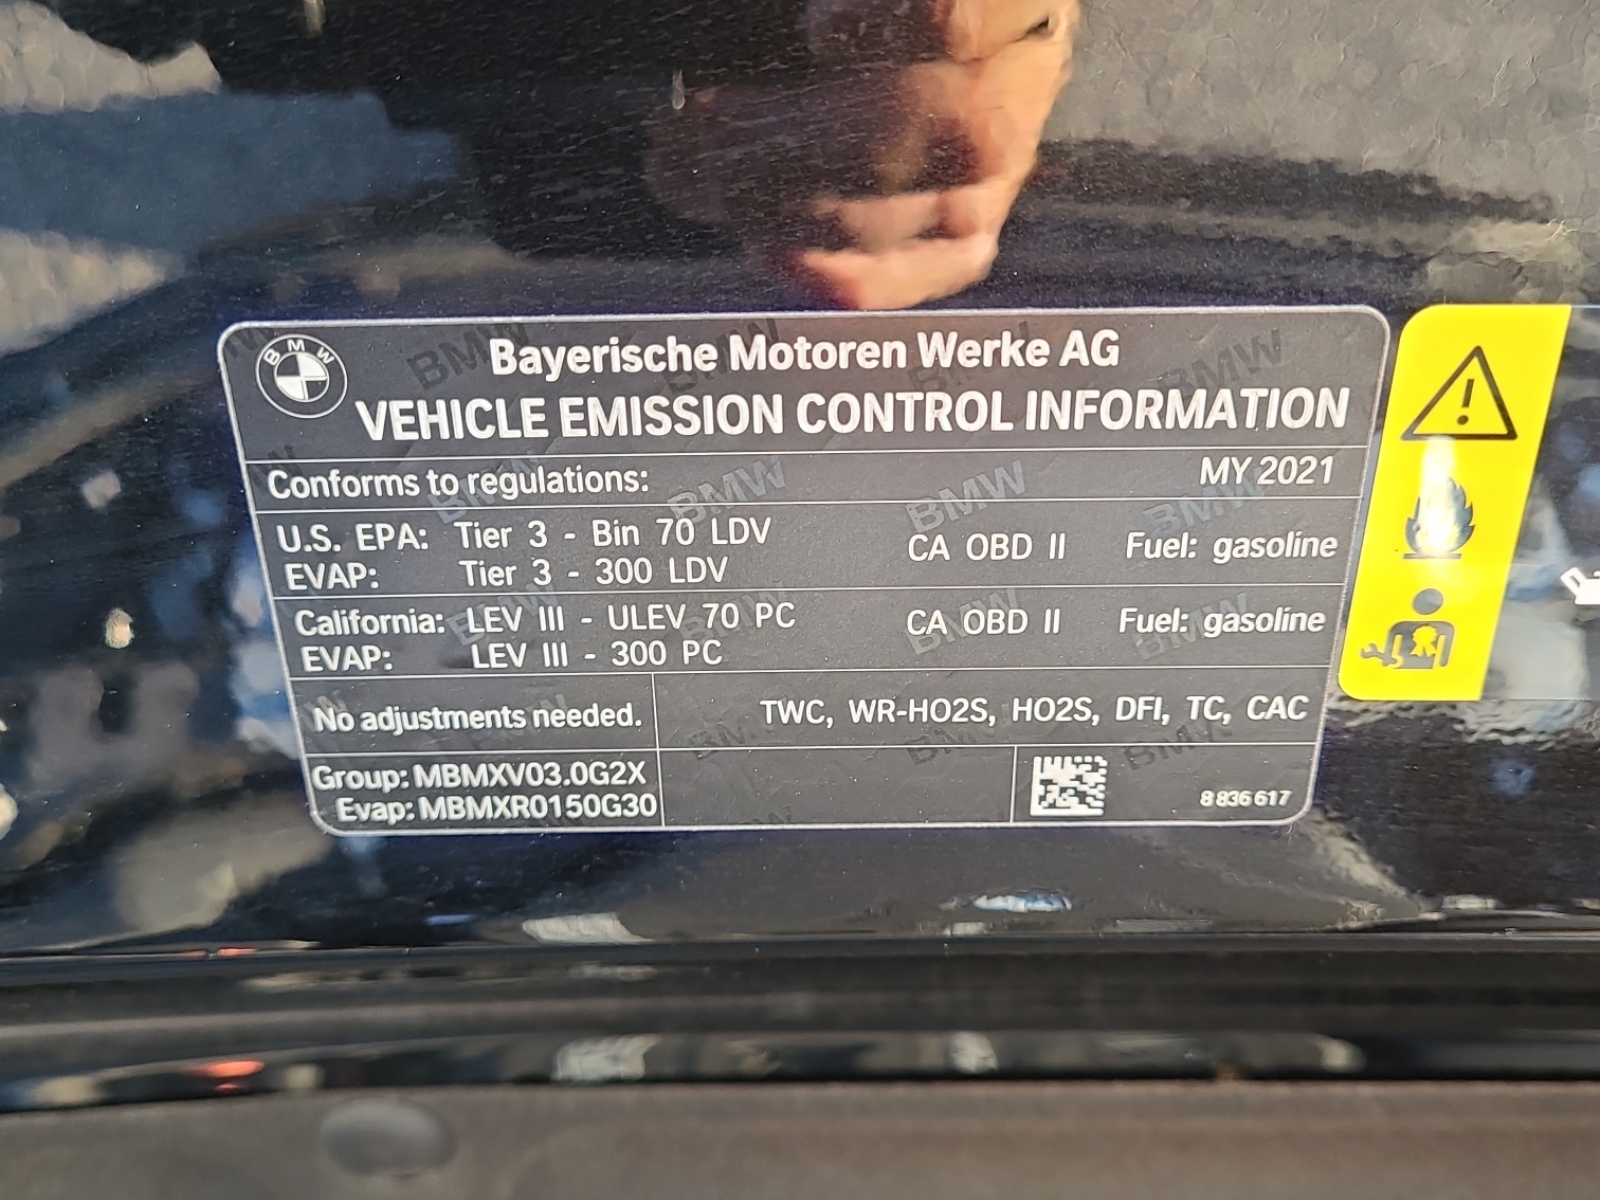 BMW
Bayerische Motoren Werke AG
VEHICLE EMISSION CONTROL INFORMATION
Conforms to regulations: MY 2021
U.S. EPA: Tier 3 - Bin 70 LDV CA OBD II Fuel: gasoline
EVAP: Tier 3 - 300 LDV
California: LEV III - ULEV 70 PC CA OBD II Fuel: gasoline
EVAP: LEV III - 300 PC
No adjustments needed. TWC, WR-HO2S, HO2S, DFI, TC, CAC
Group: MBMXV03.0G2X
Evap: MBMXR0150G30 8 836 617